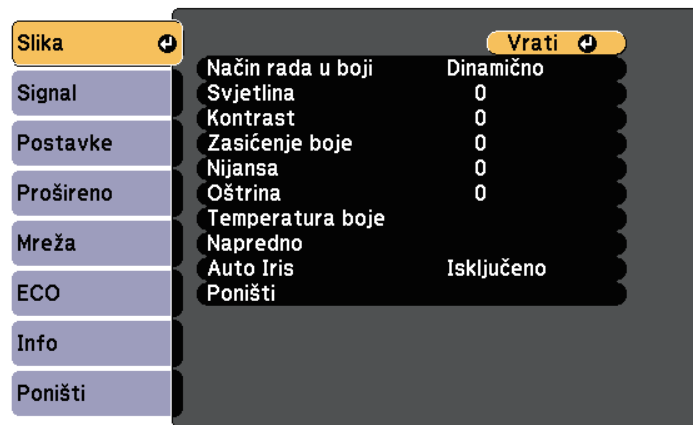 Slika
Signal
Postavke
Prošireno
Mreža
ECO
Info
Poništi
Vrati
Način rada u boji Dinamično
Svjetlina 0
Kontrast 0
Zasićenje boje 0
Nijansa 0
Oštrina 0
Temperatura boje
Napredno
Auto Iris Isključeno
Poništi